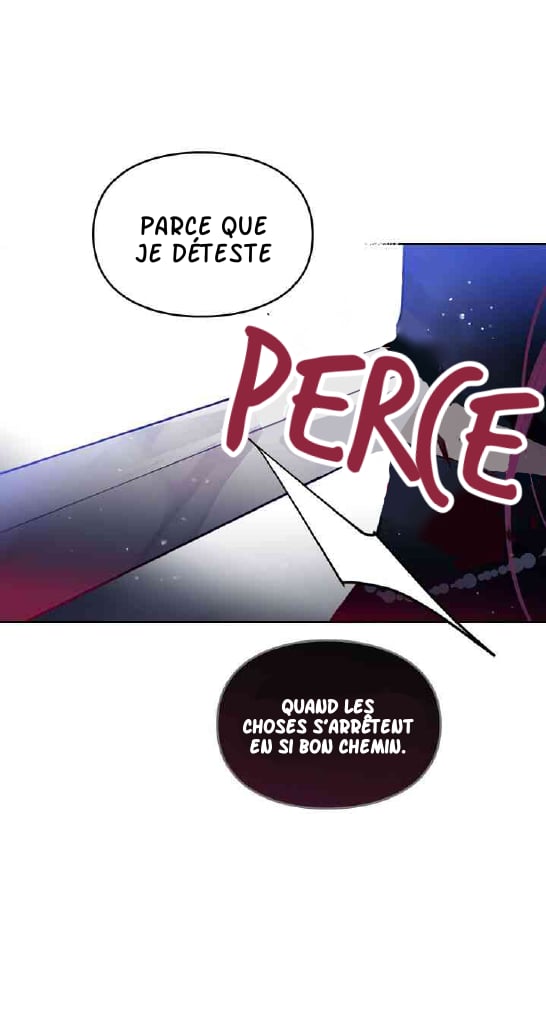 PARCE QUE
JE DÉTESTE
PERCE
QUAND LES
CHOSES S'ARRÊTENT
EN SI BON CHEMIN.